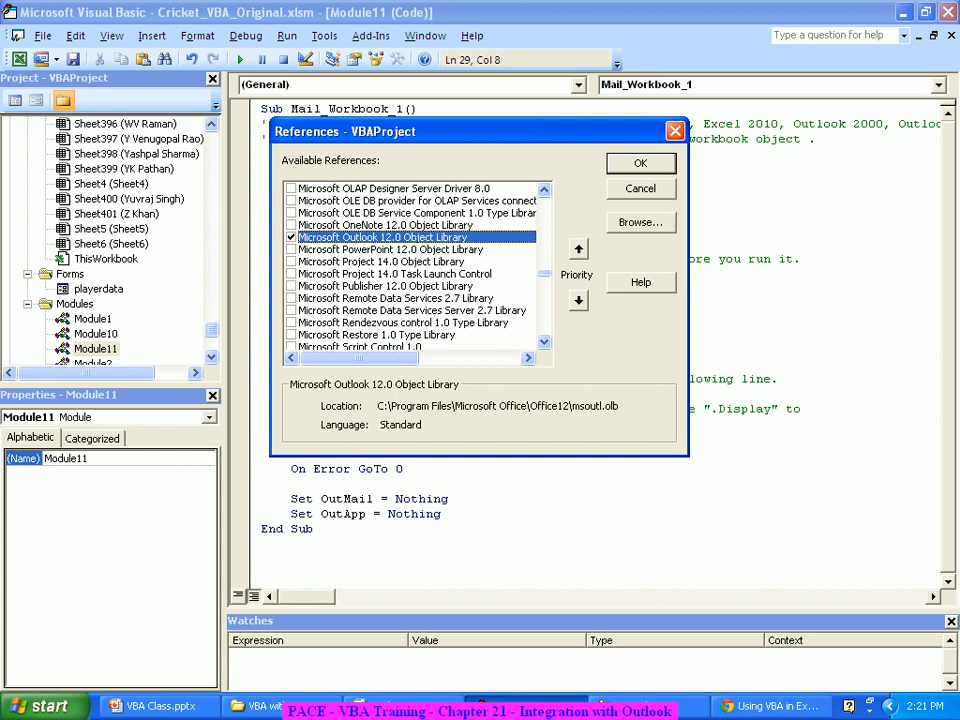 Microsoft Visual Basic - Cricket_VBA_Original.xlsm - [Module11 (Code)]
File Edit View Insert Format Debug Run Tools Add-Ins Window Help
Type a question for help
Ln 29, Col 8
Project - VBAProject
Sheet396 (WV Raman)
Sheet397 (Y Venugopal Rao)
Sheet398 (Yashpal Sharma)
Sheet399 (YK Pathan)
Sheet4 (Sheet4)
Sheet400 (Yuvraj Singh)
Sheet401 (Z Khan)
Sheet5 (Sheet5)
Sheet6 (Sheet6)
ThisWorkbook
Forms
playerdata
Modules
Module1
Module10
Module11
Module2
Properties - Module11
Module11 Module
Alphabetic Categorized
(Name) Module11
(General) Mail_Workbook_1
Sub Mail_Workbook_1()
, Excel 2010, Outlook 2000, Outlo
workbook object .
ore you run it.
lowing line.
e ".Display" to
On Error GoTo 0
Set OutMail = Nothing
Set OutApp = Nothing
End Sub
References - VBAProject
Available References:
Microsoft OLAP Designer Server Driver 8.0
Microsoft OLE DB provider for OLAP Services connect
Microsoft OLE DB Service Component 1.0 Type Librar
Microsoft OneNote 12.0 Object Library
Microsoft Outlook 12.0 Object Library
Microsoft PowerPoint 12.0 Object Library
Microsoft Project 14.0 Object Library
Microsoft Project 14.0 Task Launch Control
Microsoft Publisher 12.0 Object Library
Microsoft Remote Data Services 2.7 Library
Microsoft Remote Data Services Server 2.7 Library
Microsoft Rendezvous control 1.0 Type Library
Microsoft Restore 1.0 Type Library
Microsoft Script Control 1.0
OK
Cancel
Browse...
Priority
Help
Microsoft Outlook 12.0 Object Library
Location: C:\Program Files\Microsoft Office\Office12\msoutl.olb
Language: Standard
Watches
Expression Value Type Context
start
VBA Class.pptx
VBA wit
Using VBA in Ex...
2:21 PM
PACE - VBA Training - Chapter 21 - Integration with Outlook